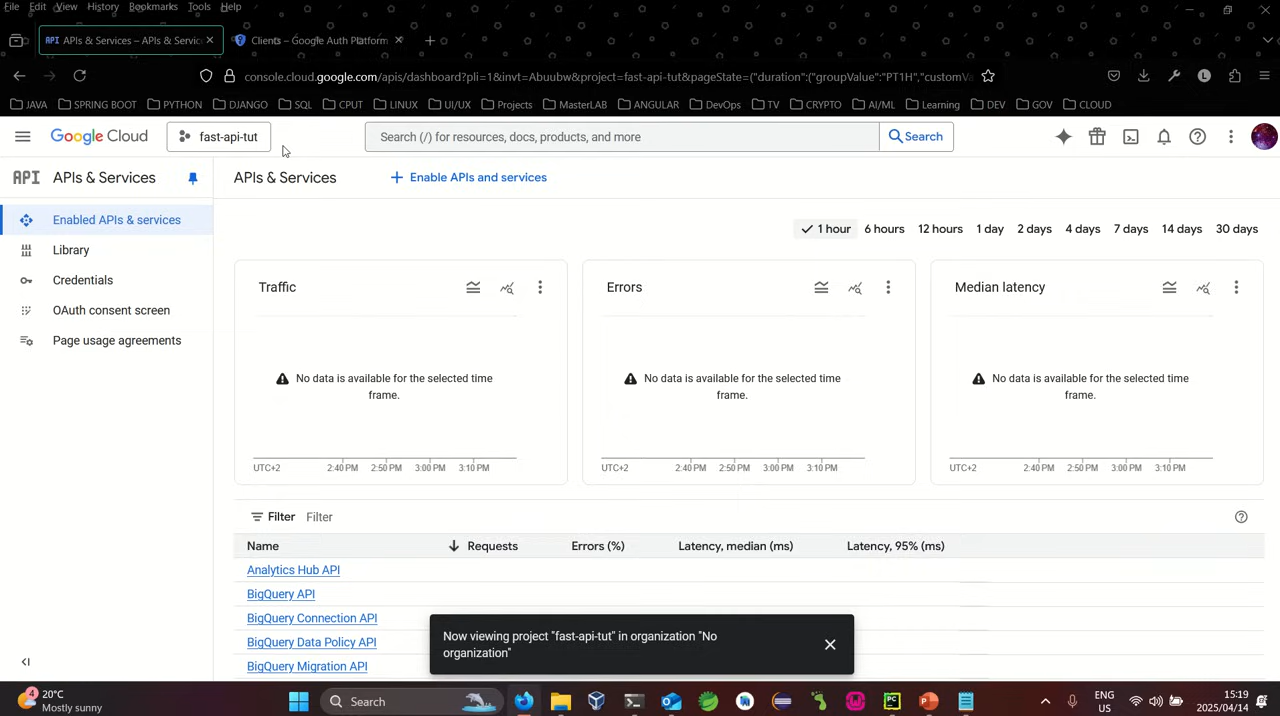 File Edit View History Bookmarks Tools Help
API APIs & Services – APIs & Servic
Clients – Google Auth Platform
console.cloud.google.com/apis/dashboard?pli=1&invt=Abuubw&project=fast-api-tut&pageState=("duration":("groupValue":"PT1H","customVa
JAVA SPRING BOOT PYTHON DJANGO SQL CPUT LINUX UI/UX Projects MasterLAB ANGULAR DevOps TV CRYPTO AI/ML Learning DEV GOV CLOUD
Google Cloud
fast-api-tut
Search (/) for resources, docs, products, and more
Search
API APIs & Services
APIs & Services
+ Enable APIs and services
Enabled APIs & services
Library
Credentials
OAuth consent screen
Page usage agreements
1 hour 6 hours 12 hours 1 day 2 days 4 days 7 days 14 days 30 days
Traffic
No data is available for the selected time
frame.
UTC+2 2:40 PM 2:50 PM 3:00 PM 3:10 PM
Errors
No data is available for the selected time
frame.
UTC+2 2:40 PM 2:50 PM 3:00 PM 3:10 PM
Median latency
No data is available for the selected time
frame.
UTC+2 2:40 PM 2:50 PM 3:00 PM 3:10 PM
Filter Filter
Name Requests Errors (%) Latency, median (ms) Latency, 95% (ms)
Analytics Hub API
BigQuery API
BigQuery Connection API
BigQuery Data Policy API
BigQuery Migration API
Now viewing project "fast-api-tut" in organization "No
organization"
4
20°C
Mostly sunny
Search
ENG
US
15:19
2025/04/14